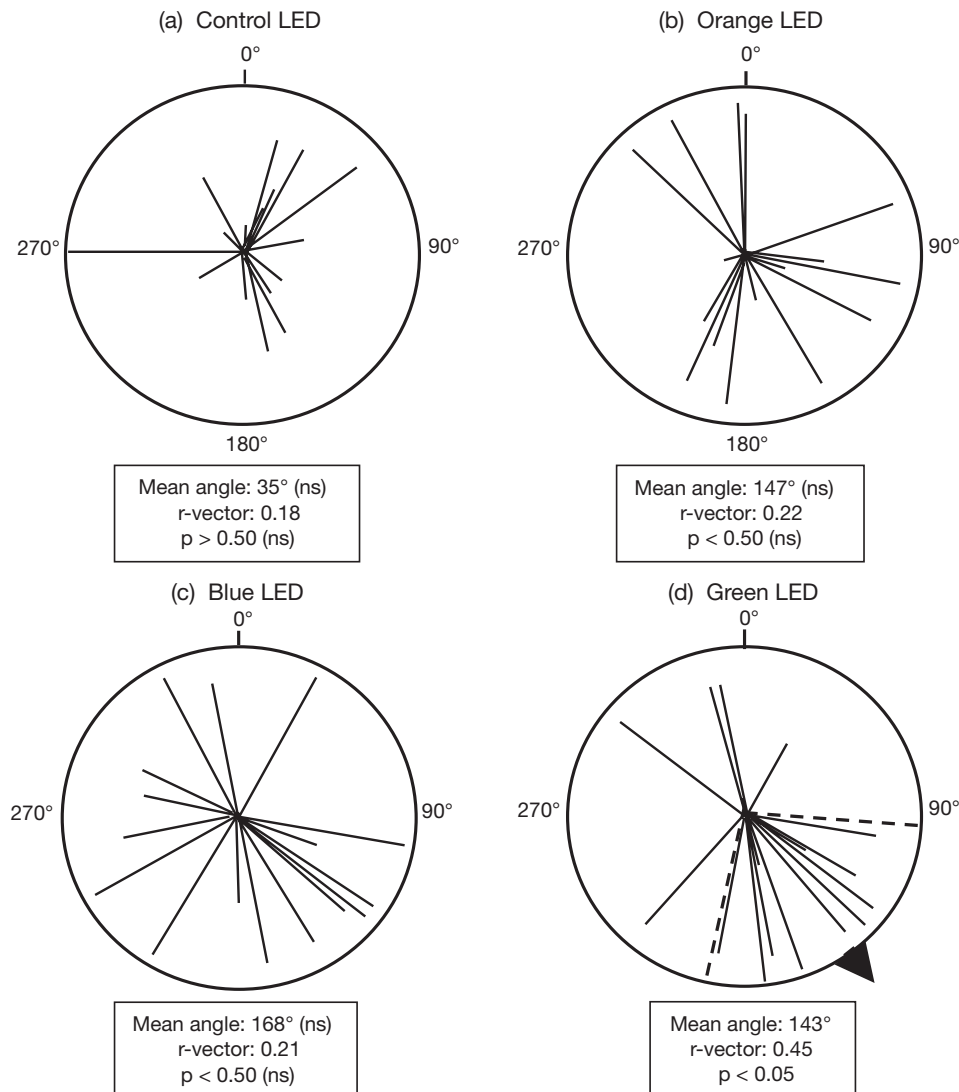 (a) Control LED
0°
270°
90°
180°
Mean angle: 35° (ns)
r-vector: 0.18
p > 0.50 (ns)
(b) Orange LED
0°
270°
90°
180°
Mean angle: 147° (ns)
r-vector: 0.22
p < 0.50 (ns)
(c) Blue LED
0°
270°
90°
Mean angle: 168° (ns)
r-vector: 0.21
p < 0.50 (ns)
(d) Green LED
0°
270°
90°
Mean angle: 143°
r-vector: 0.45
p < 0.05